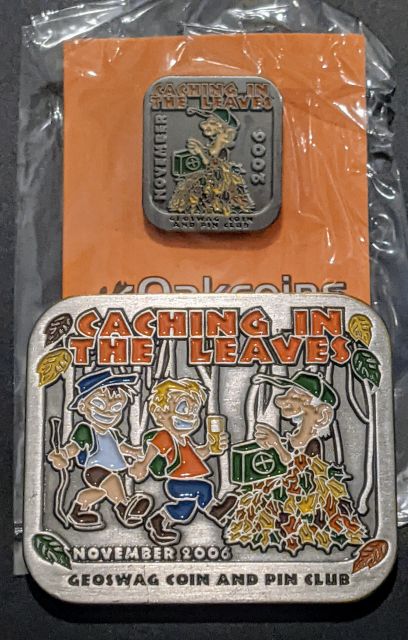 CACHING IN
THE LEAVES
NOVEMBER
2006
GEOSWAG COIN
AND PIN CLUB
Oakcoins
CACHING IN
THE LEAVES
NOVEMBER 2006
GEOSWAG COIN AND PIN CLUB